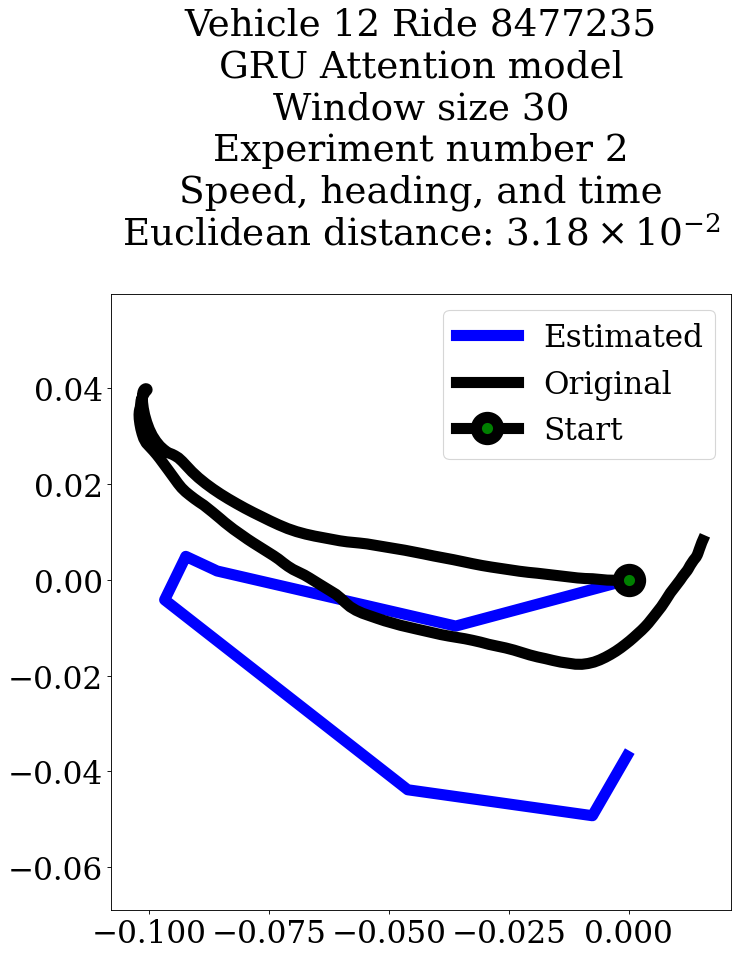 Vehicle 12 Ride 8477235
GRU Attention model
Window size 30
Experiment number 2
Speed, heading, and time
Euclidean distance: 3.18 × 10⁻²
Estimated
Original
Start
0.04
0.02
0.00
−0.02
−0.04
−0.06
−0.100 −0.075 −0.050 −0.025 0.000